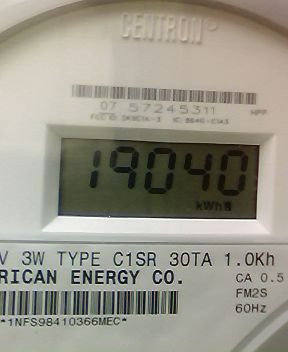 CENTRON®
07 57245311 HPP
19040
kWh
V 3W TYPE C1SR 30TA 1.0Kh
RICAN ENERGY CO. CA 0.5
FM2S
60Hz
*1NFS98410366MEC*